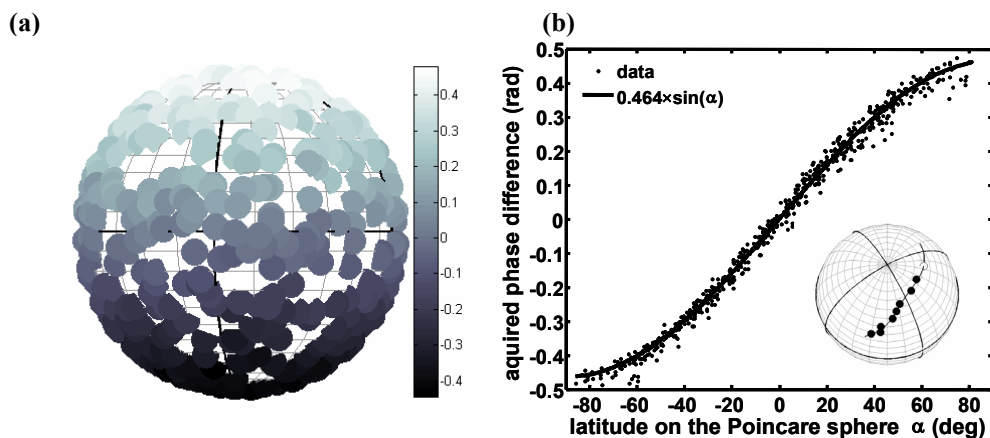 (a)
0.4
0.3
0.2
0.1
0
-0.1
-0.2
-0.3
-0.4
(b)
aquired phase difference (rad)
0.5
0.4
0.3
0.2
0.1
0
-0.1
-0.2
-0.3
-0.4
-0.5
data
0.464×sin(α)
-80 -60 -40 -20 0 20 40 60 80
latitude on the Poincare sphere α (deg)